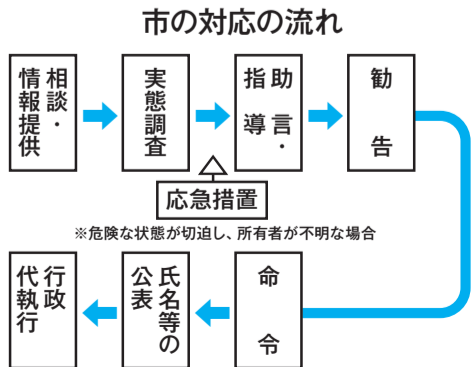 市の対応の流れ
相談・
情報提供
実態調査
助言・
指導
勧告
応急措置
※危険な状態が切迫し、所有者が不明な場合
命令
氏名等の
公表
行政
代執行